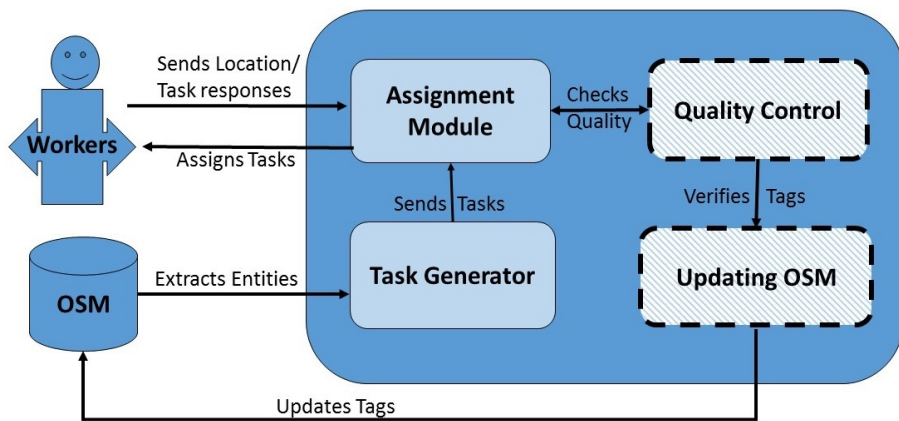 Sends Location/
Task responses
Workers
Assigns Tasks
Assignment
Module
Checks
Quality
Quality Control
Sends Tasks
Verifies Tags
OSM
Extracts Entities
Task Generator
Updating OSM
Updates Tags